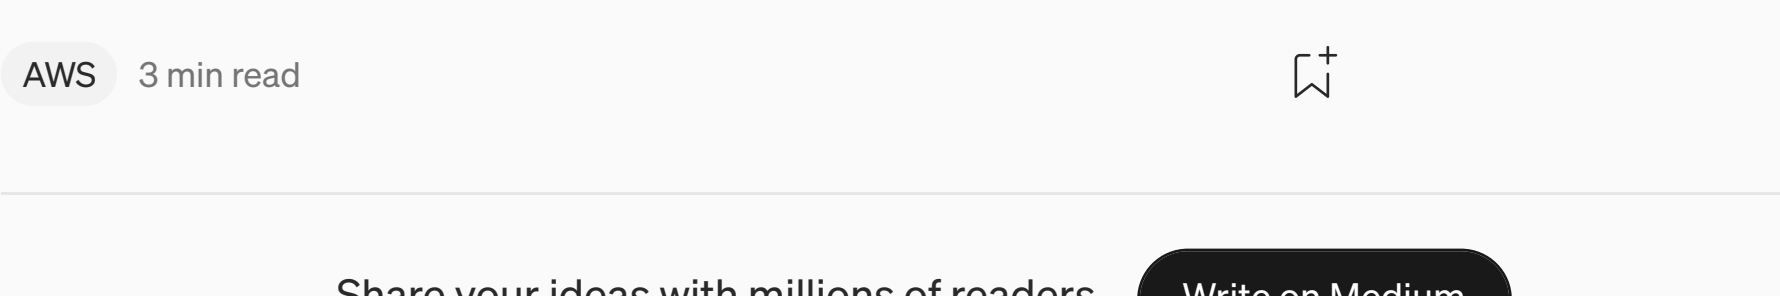 AWS 3 min read
Share your ideas with millions of readers. Write on Medium